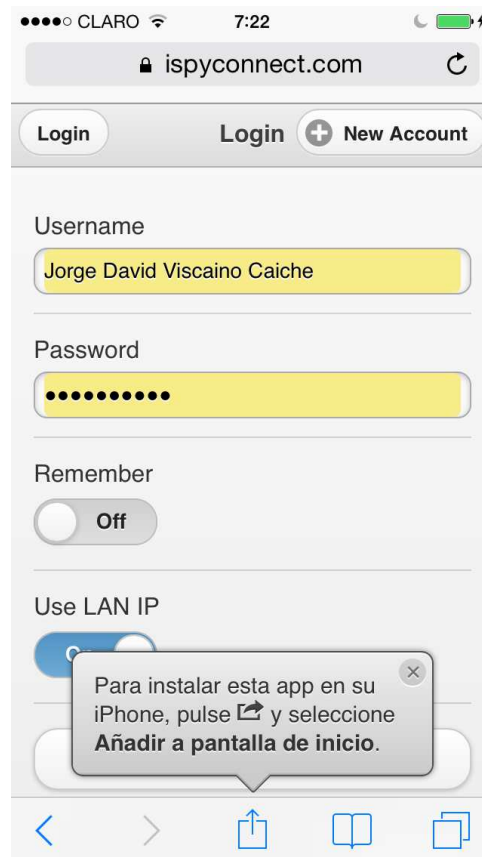 CLARO 7:22
ispyconnect.com
Login Login New Account
Username
Jorge David Viscaino Caiche
Password
••••••••••
Remember
Off
Use LAN IP
Para instalar esta app en su
iPhone, pulse y seleccione
Añadir a pantalla de inicio.